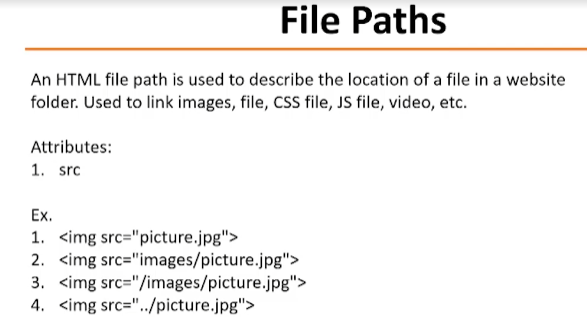 File Paths
An HTML file path is used to describe the location of a file in a website
folder. Used to link images, file, CSS file, JS file, video, etc.
Attributes:
1. src
Ex.
1. <img src="picture.jpg">
2. <img src="images/picture.jpg">
3. <img src="/images/picture.jpg">
4. <img src="../picture.jpg">